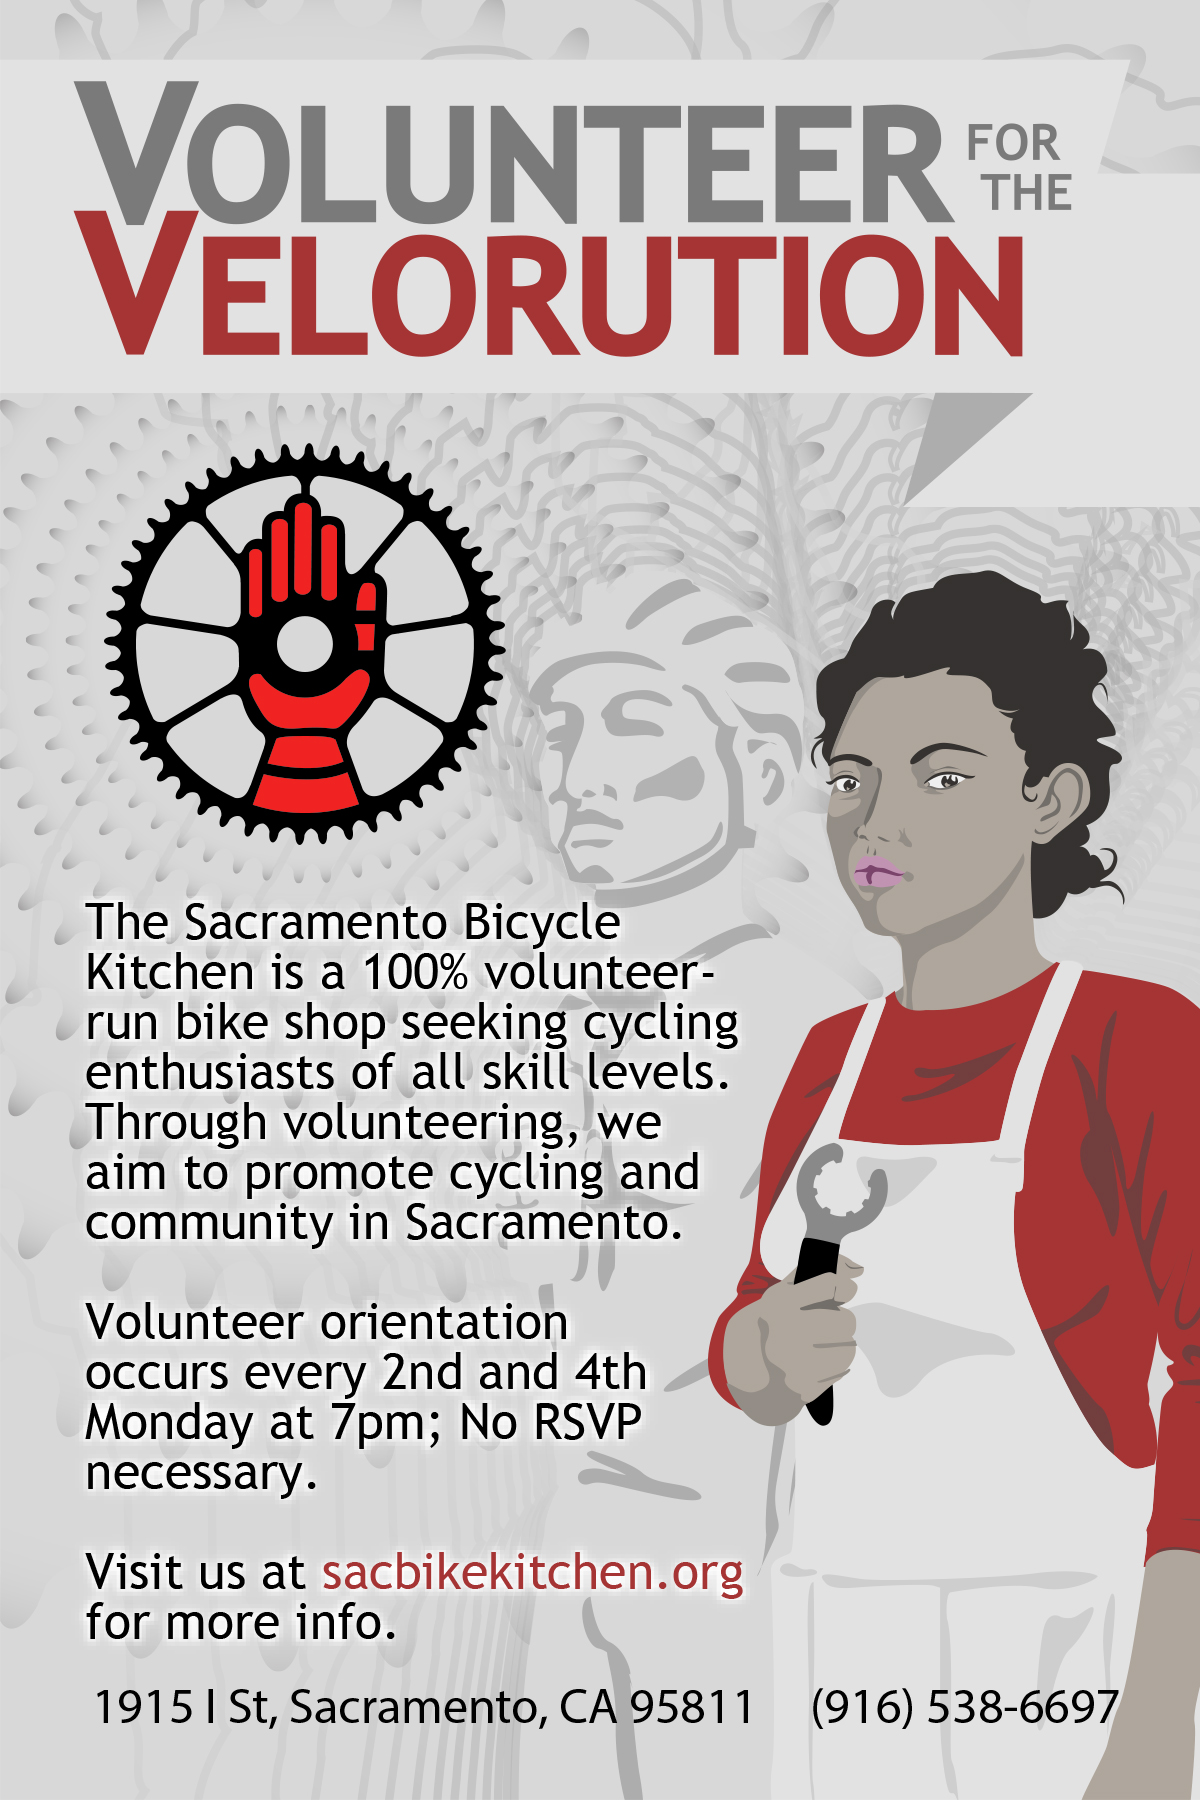 VOLUNTEER FOR THE
VELORUTION
The Sacramento Bicycle
Kitchen is a 100% volunteer-
run bike shop seeking cycling
enthusiasts of all skill levels.
Through volunteering, we
aim to promote cycling and
community in Sacramento.
Volunteer orientation
occurs every 2nd and 4th
Monday at 7pm; No RSVP
necessary.
Visit us at sacbikekitchen.org
for more info.
1915 I St, Sacramento, CA 95811 (916) 538-6697